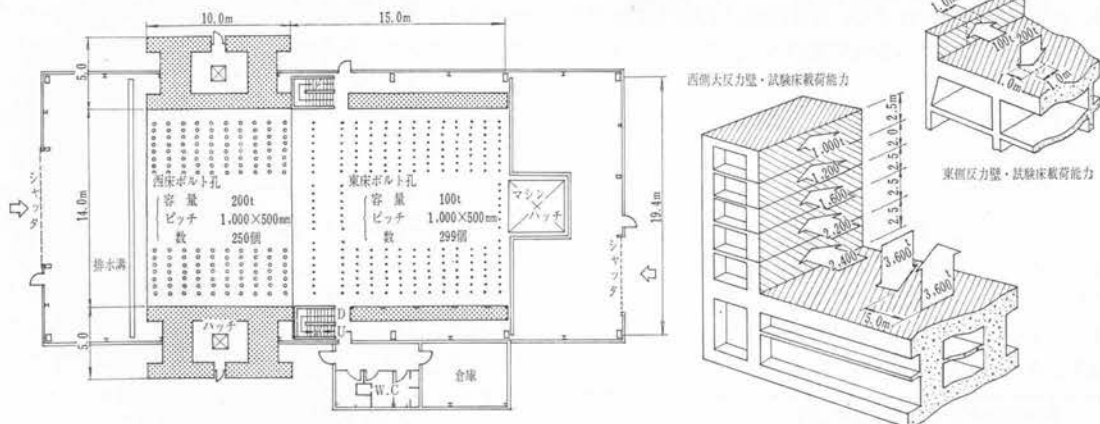 10.0m
15.0m
5.0
14.0m
5.0
19.4m
シャッタ
排水溝
西床ボルト孔
容量 200t
ピッチ 1,000×500mm
数 250個
東床ボルト孔
容量 100t
ピッチ 1,000×500mm
数 299個
マシン
ハッチ
シャッタ
ハッチ
D
U
W.C
倉庫
西側大反力壁・試験床載荷能力
2.5m
2.0
2.5
2.5
2.5
1,000t
1,200
1,600
2,200
2,400
3,600t
3,600t
5.0m
1.0m
100t
200t
1.0m
東側反力壁・試験床載荷能力